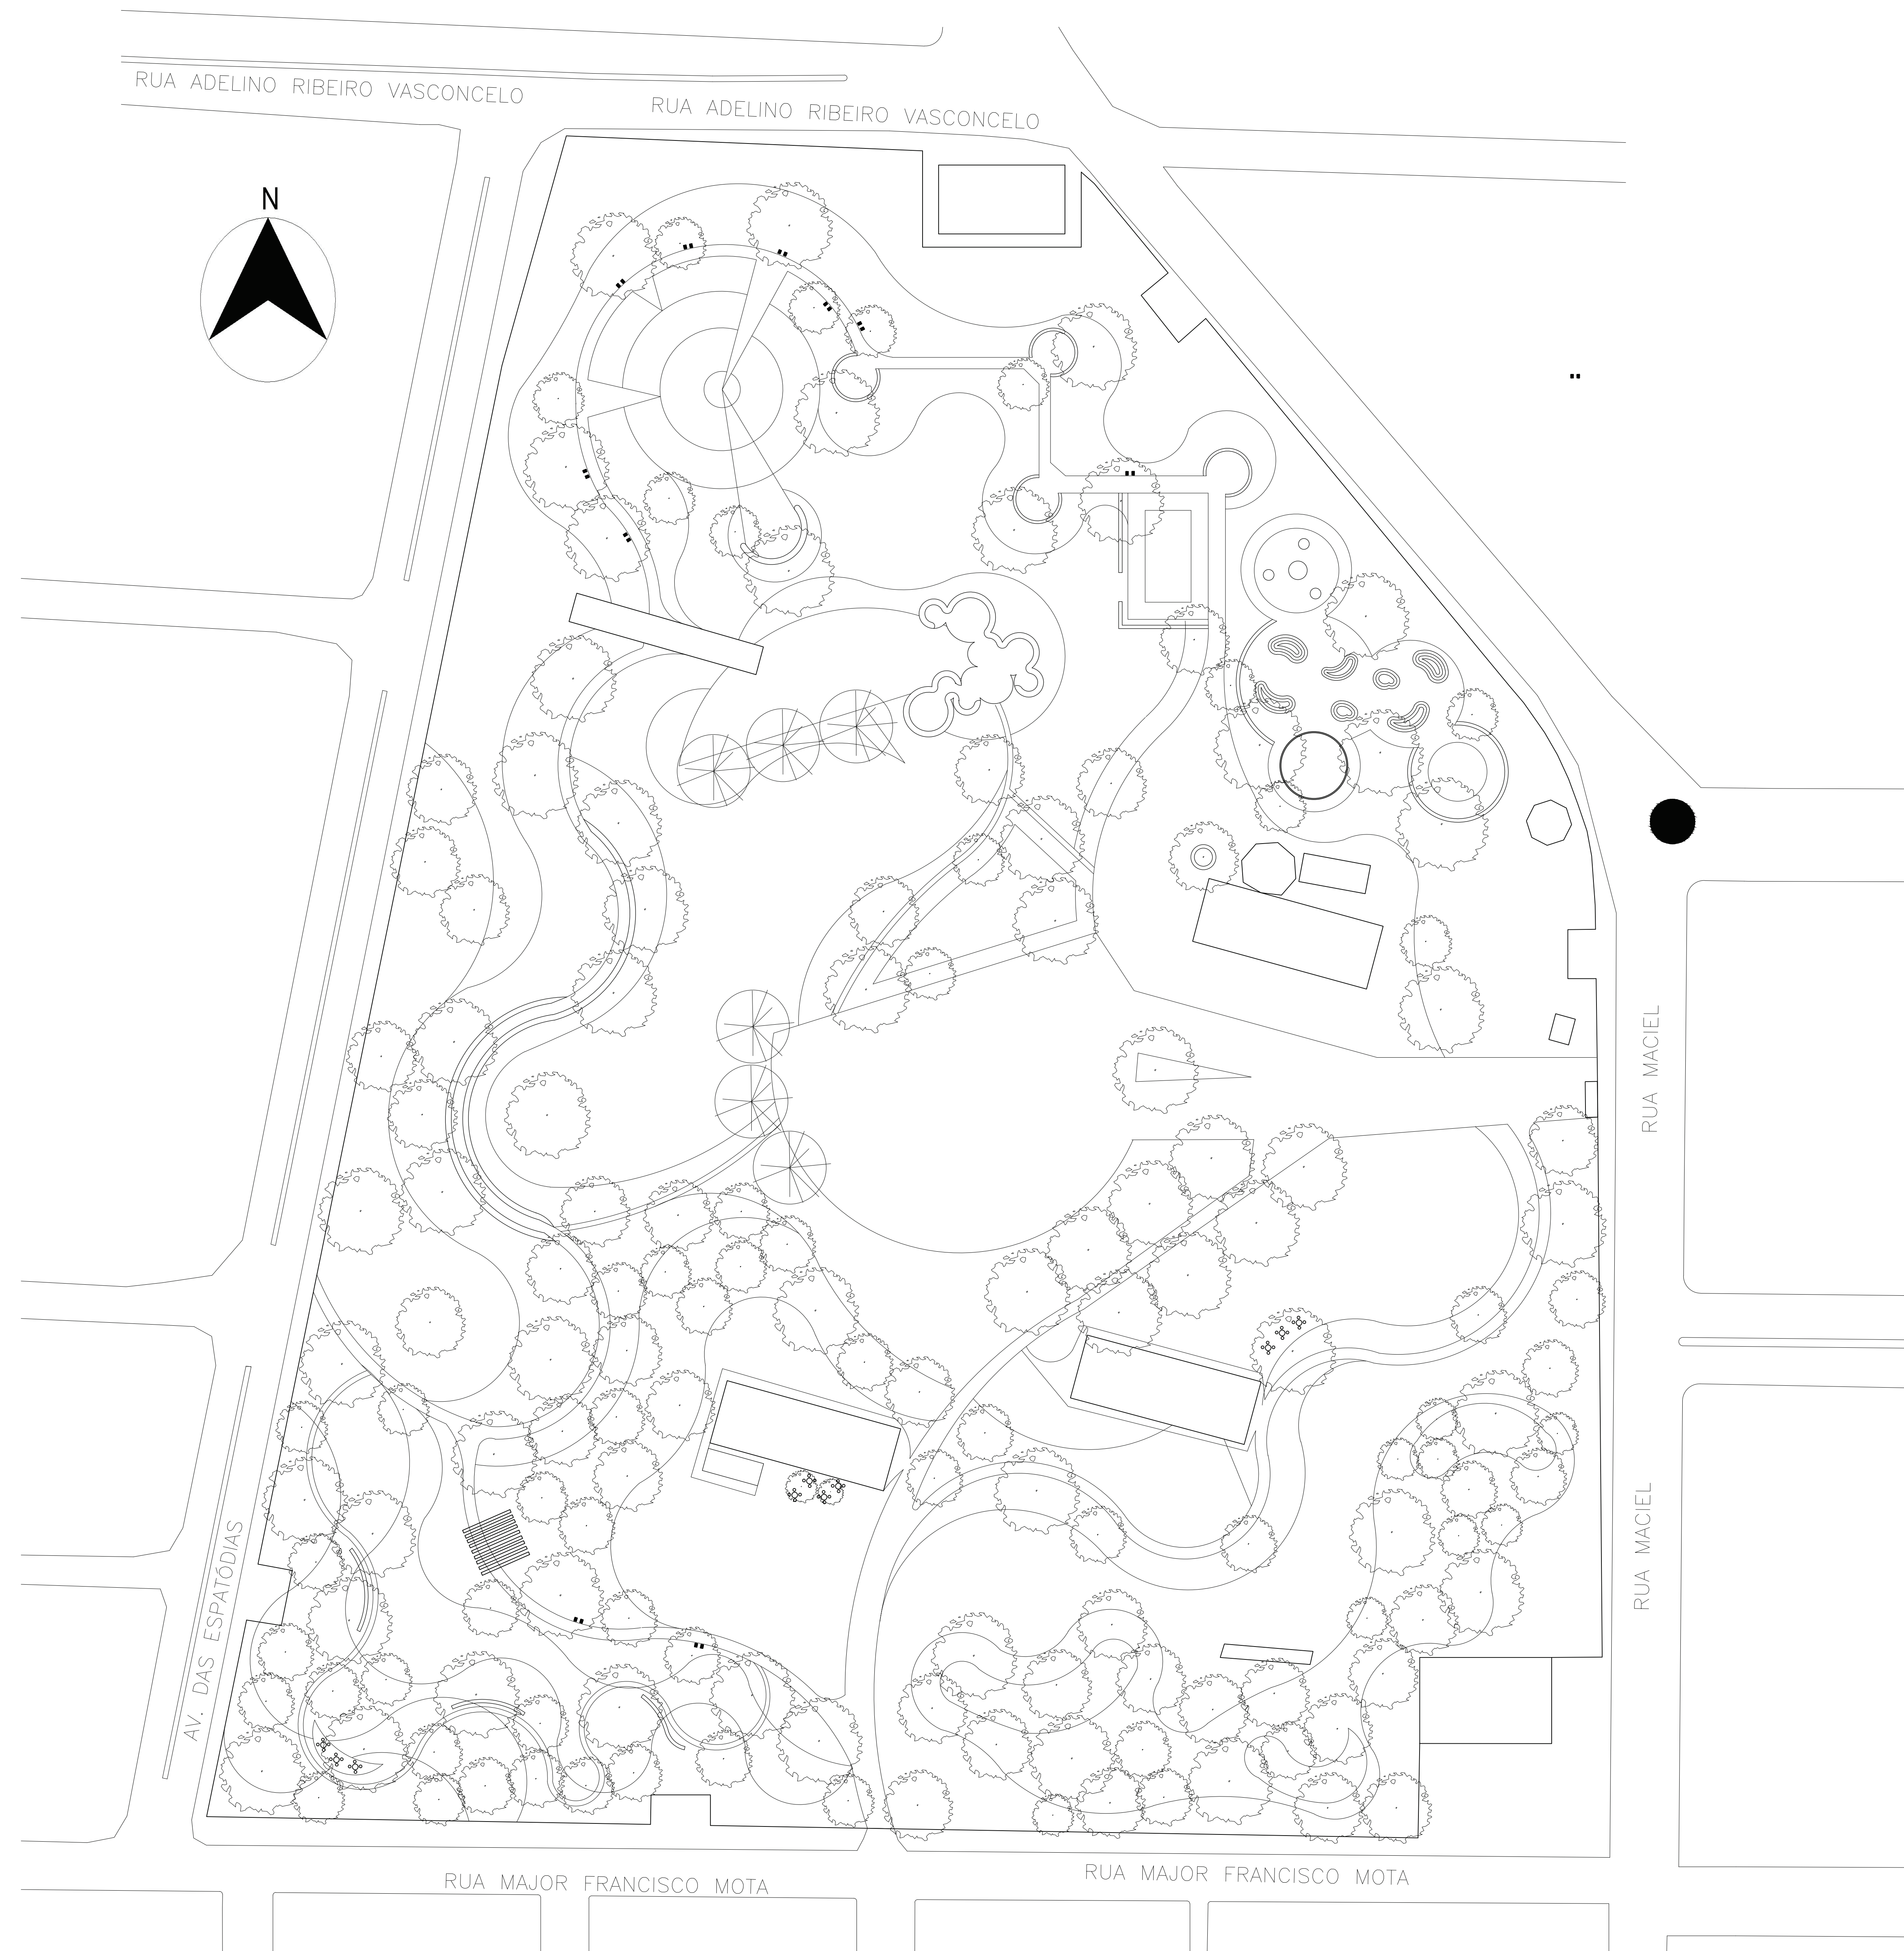 RUA ADELINO RIBEIRO VASCONCELO
RUA ADELINO RIBEIRO VASCONCELO
N
RUA MACIEL
RUA MACIEL
AV. DAS ESPATÓDIAS
RUA MAJOR FRANCISCO MOTA
RUA MAJOR FRANCISCO MOTA